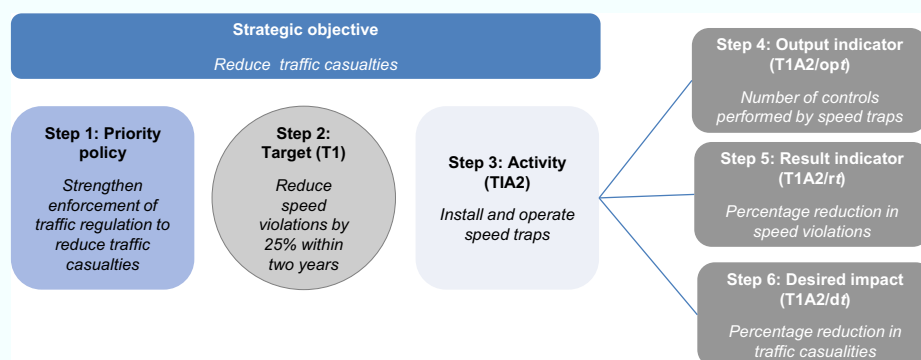 Strategic objective
Reduce traffic casualties
Step 1: Priority
policy
Strengthen
enforcement of
traffic regulation to
reduce traffic
casualties
Step 2:
Target (T1)
Reduce
speed
violations by
25% within
two years
Step 3: Activity
(TIA2)
Install and operate
speed traps
Step 4: Output indicator
(T1A2/opt)
Number of controls
performed by speed traps
Step 5: Result indicator
(T1A2/rt)
Percentage reduction in
speed violations
Step 6: Desired impact
(T1A2/dt)
Percentage reduction in
traffic casualities